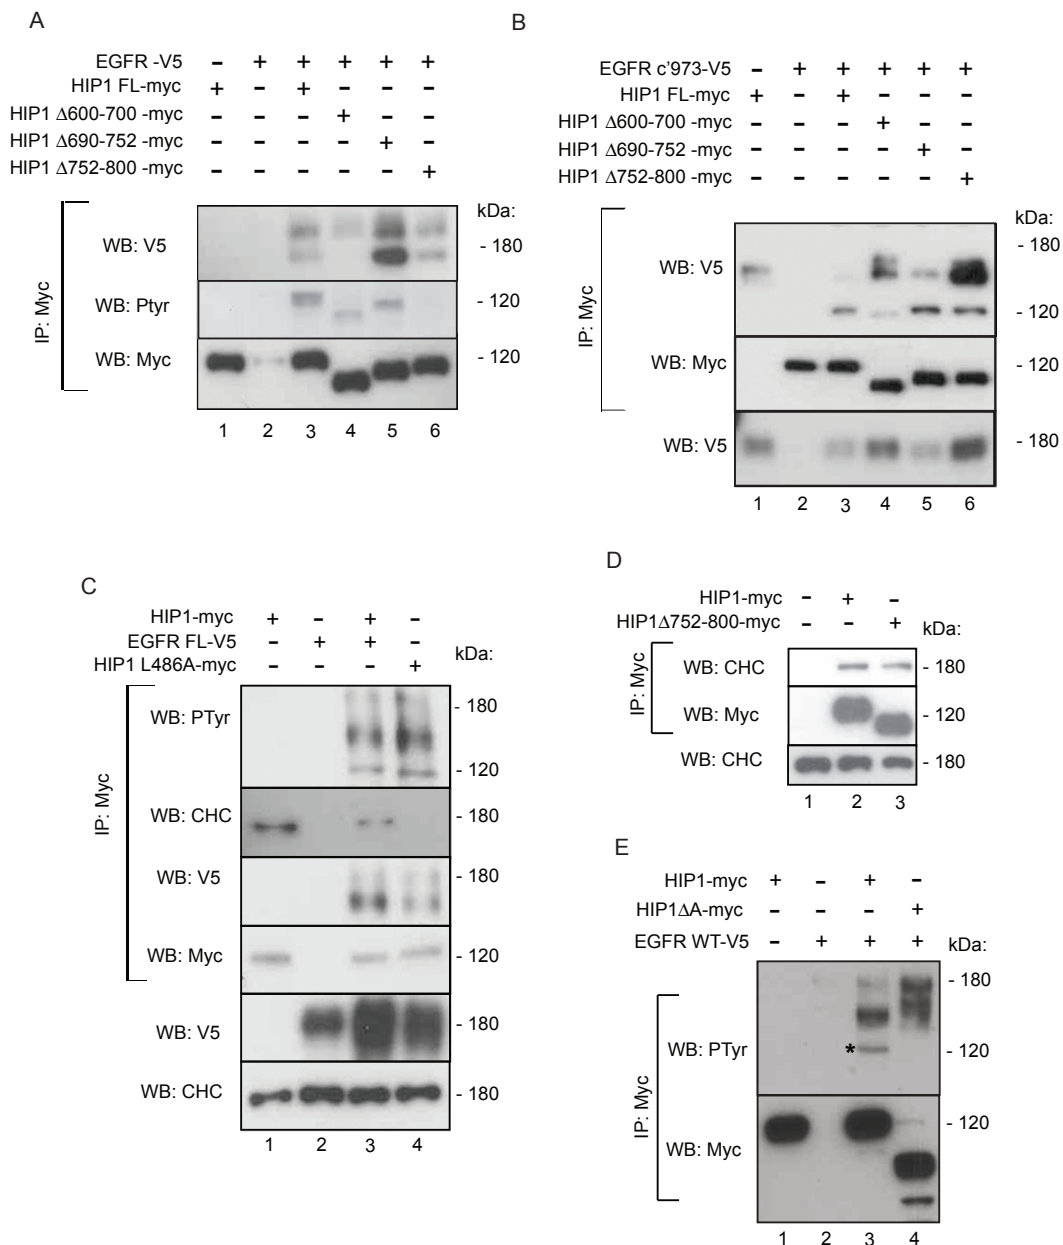 A
EGFR -V5 – + + + + +
HIP1 FL-myc + – + – – –
HIP1 Δ600-700 -myc – – – + – –
HIP1 Δ690-752 -myc – – – – + –
HIP1 Δ752-800 -myc – – – – – +
kDa:
IP: Myc
WB: V5 - 180
WB: Ptyr - 120
WB: Myc - 120
1 2 3 4 5 6
B
EGFR c'973-V5 – + + + + +
HIP1 FL-myc + – + – – –
HIP1 Δ600-700 -myc – – – + – –
HIP1 Δ690-752 -myc – – – – + –
HIP1 Δ752-800 -myc – – – – – +
kDa:
IP: Myc
- 180
WB: V5
- 120
WB: Myc - 120
WB: V5 - 180
1 2 3 4 5 6
C
HIP1-myc + – + –
EGFR FL-V5 – + + –
HIP1 L486A-myc – – – +
kDa:
IP: Myc
- 180
WB: PTyr
- 120
WB: CHC - 180
WB: V5 - 180
WB: Myc - 120
WB: V5 - 180
WB: CHC - 180
1 2 3 4
D
HIP1-myc – + –
HIP1Δ752-800-myc – – +
kDa:
IP: Myc
WB: CHC - 180
WB: Myc - 120
WB: CHC - 180
1 2 3
E
HIP1-myc + – + –
HIP1ΔA-myc – – – +
EGFR WT-V5 – + + +
kDa:
IP: Myc
- 180
WB: PTyr * - 120
- 120
WB: Myc
1 2 3 4